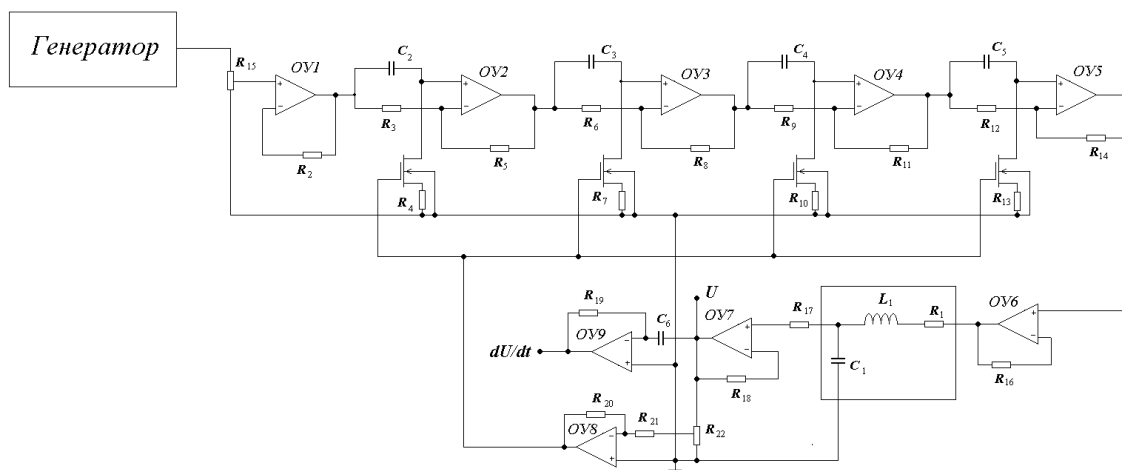 Генератор
R15
ОУ1
R2
C2
R3
ОУ2
R5
R4
C3
R6
ОУ3
R8
R7
C4
R9
ОУ4
R11
R10
C5
R12
ОУ5
R14
R13
U
R19
C6
ОУ9
dU/dt
ОУ7
R17
R18
L1
R1
C1
ОУ6
R16
R20
R21
ОУ8
R22